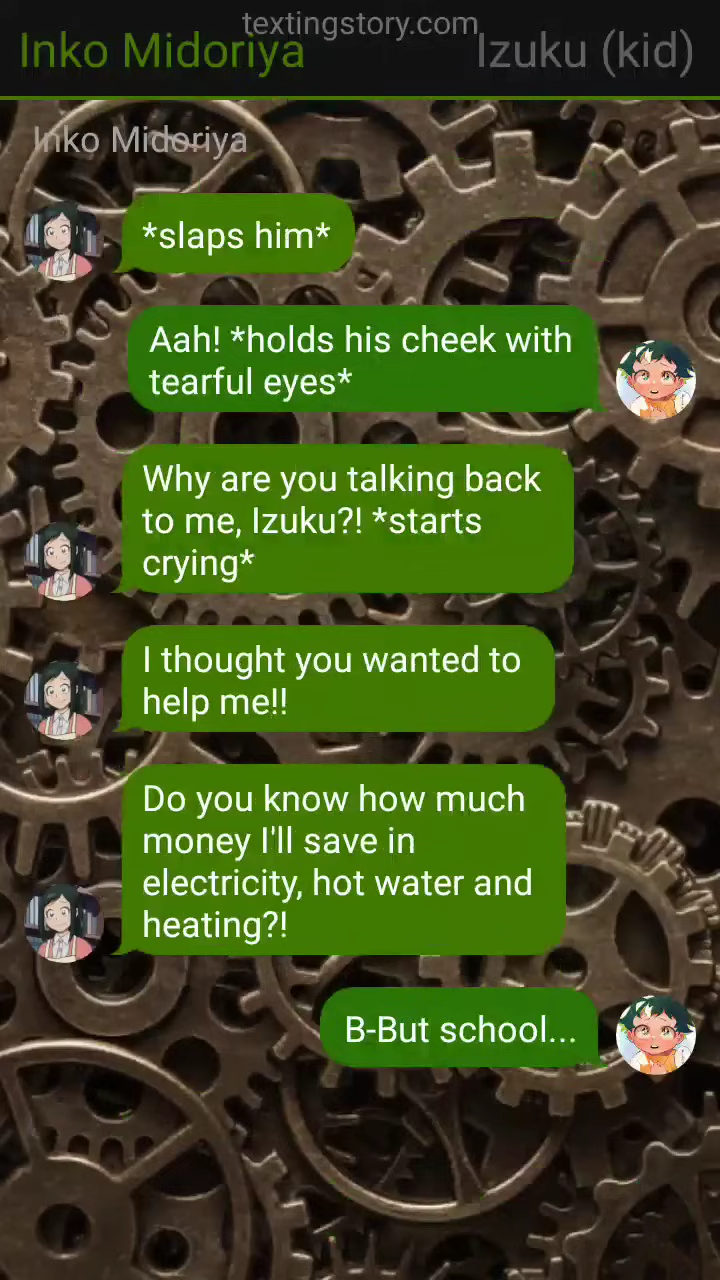 textingstory.com
Inko Midoriya
Izuku (kid)
Inko Midoriya
*slaps him*
Aah! *holds his cheek with
tearful eyes*
Why are you talking back
to me, Izuku?! *starts
crying*
I thought you wanted to
help me!!
Do you know how much
money I'll save in
electricity, hot water and
heating?!
B-But school...